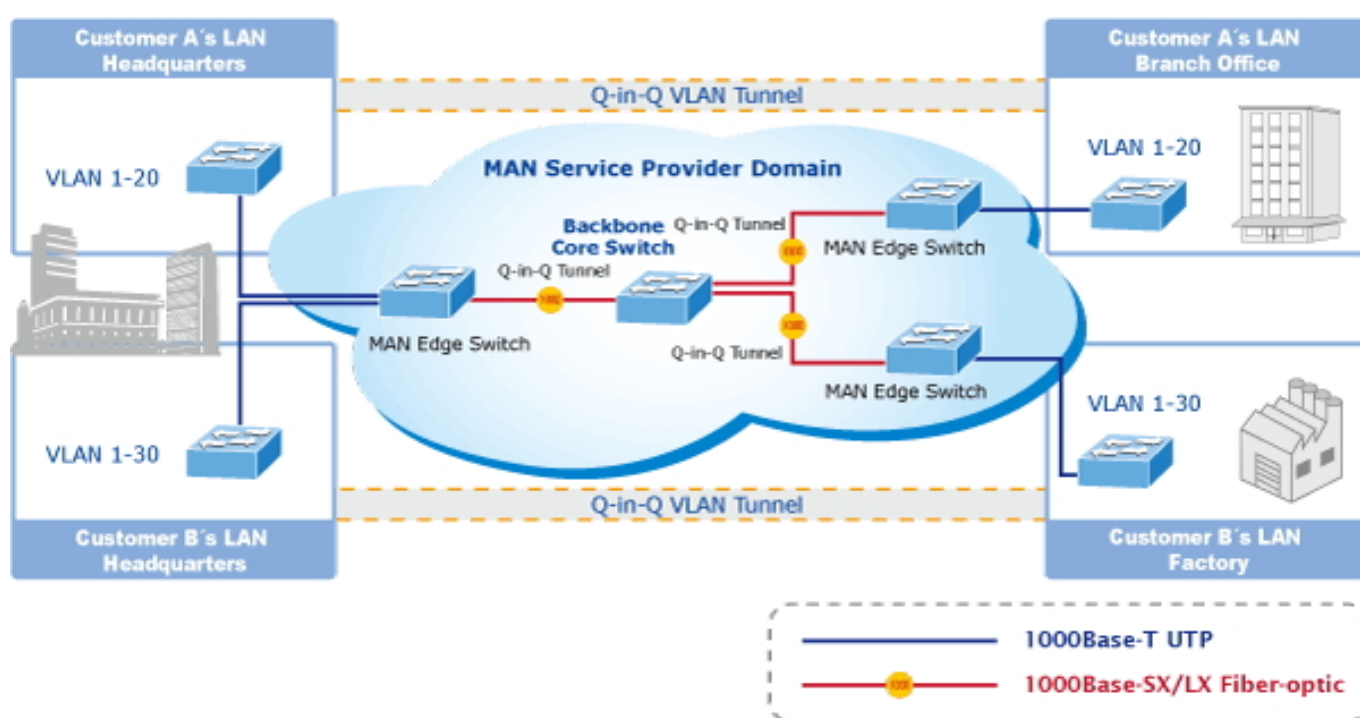 Customer A´s LAN
Headquarters
Customer A´s LAN
Branch Office
Q-in-Q VLAN Tunnel
VLAN 1-20
VLAN 1-20
MAN Service Provider Domain
Backbone
Core Switch
Q-in-Q Tunnel
MAN Edge Switch
Q-in-Q Tunnel
MAN Edge Switch
Q-in-Q Tunnel
MAN Edge Switch
VLAN 1-30
VLAN 1-30
Q-in-Q VLAN Tunnel
Customer B´s LAN
Headquarters
Customer B´s LAN
Factory
1000Base-T UTP
1000Base-SX/LX Fiber-optic